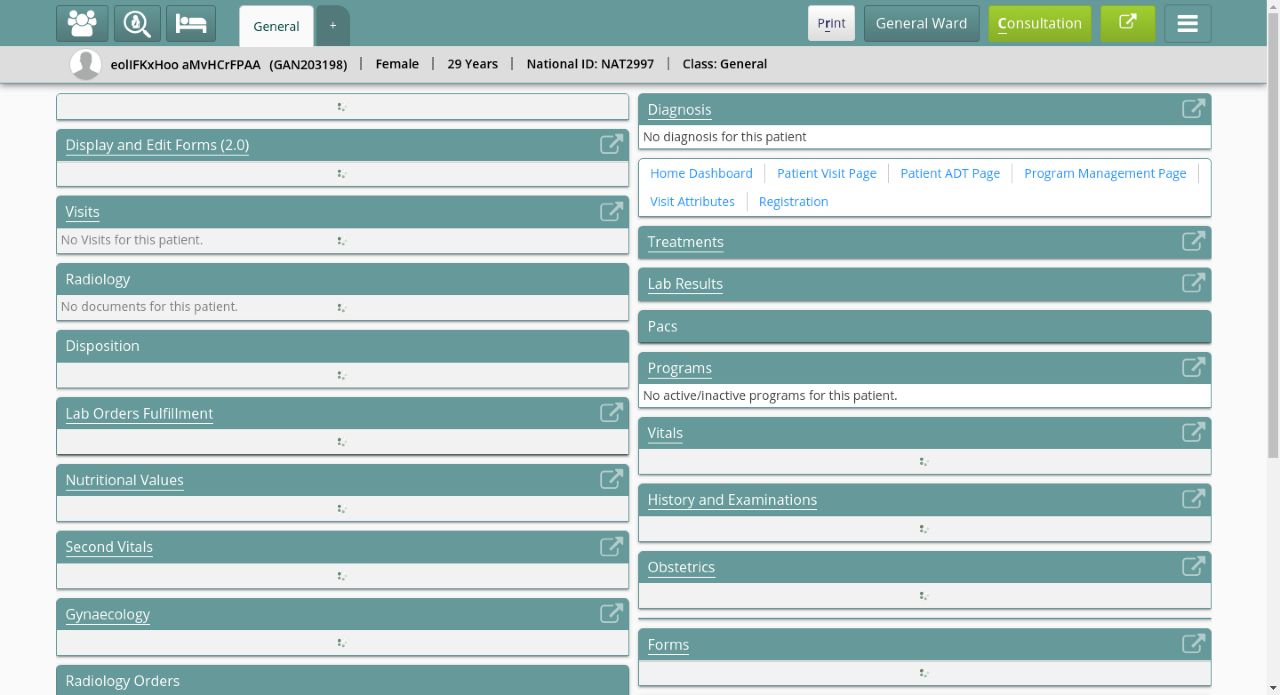 General
+
Print
General Ward
Consultation
eolIFKxHoo aMvHCrFPAA (GAN203198) | Female | 29 Years | National ID: NAT2997 | Class: General
Display and Edit Forms (2.0)
Visits
No Visits for this patient.
Radiology
No documents for this patient.
Disposition
Lab Orders Fulfillment
Nutritional Values
Second Vitals
Gynaecology
Radiology Orders
Diagnosis
No diagnosis for this patient
Home Dashboard | Patient Visit Page | Patient ADT Page | Program Management Page |
Visit Attributes | Registration
Treatments
Lab Results
Pacs
Programs
No active/inactive programs for this patient.
Vitals
History and Examinations
Obstetrics
Forms